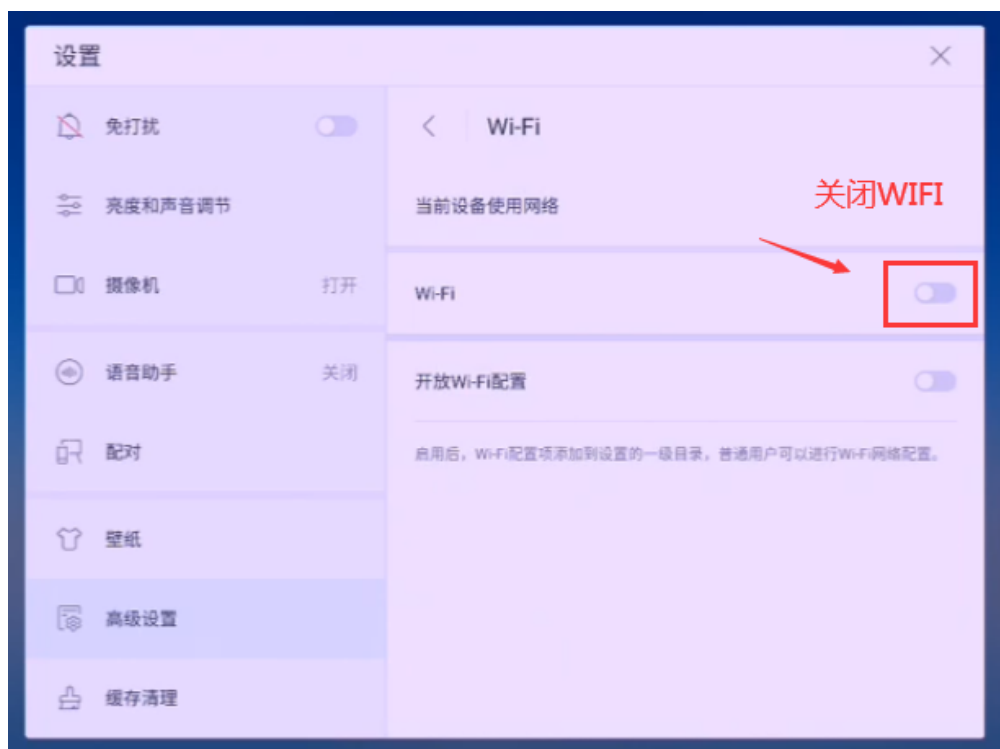 设置
免打扰
亮度和声音调节
摄像机 打开
语音助手 关闭
配对
壁纸
高级设置
缓存清理
Wi-Fi
当前设备使用网络
关闭WIFI
Wi-Fi
开放Wi-Fi配置
启用后，Wi-Fi配置项添加到设置的一级目录，普通用户可以进行Wi-Fi网络配置。